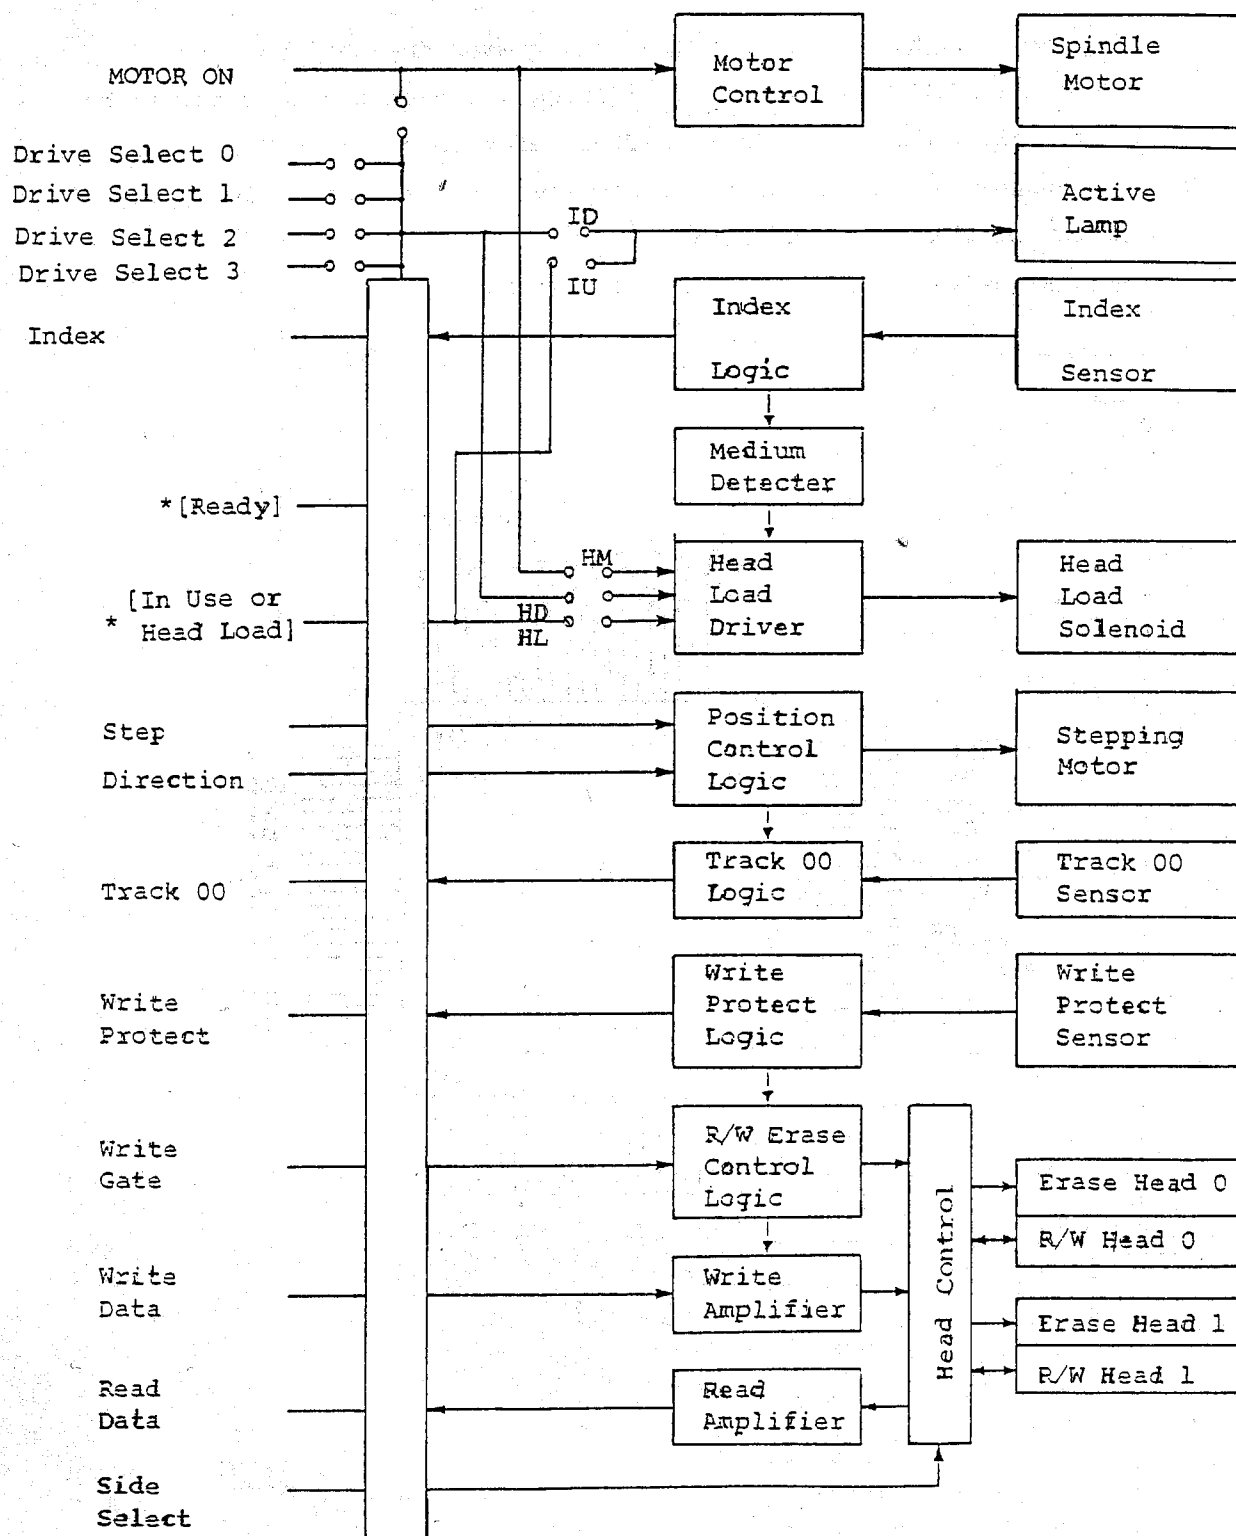 MOTOR ON
Motor
Control
Spindle
Motor
Drive Select 0
Drive Select 1
Drive Select 2
Drive Select 3
ID
IU
Active
Lamp
Index
Index
Logic
Index
Sensor
Medium
Detecter
*[Ready]
HM
Head
Load
Driver
Head
Load
Solenoid
[In Use or
* Head Load]
HD
HL
Step
Direction
Position
Control
Logic
Stepping
Motor
Track 00
Track 00
Logic
Track 00
Sensor
Write
Protect
Write
Protect
Logic
Write
Protect
Sensor
Write
Gate
R/W Erase
Control
Logic
Head Control
Erase Head 0
R/W Head 0
Write
Data
Write
Amplifier
Erase Head 1
R/W Head 1
Read
Data
Read
Amplifier
Side
Select